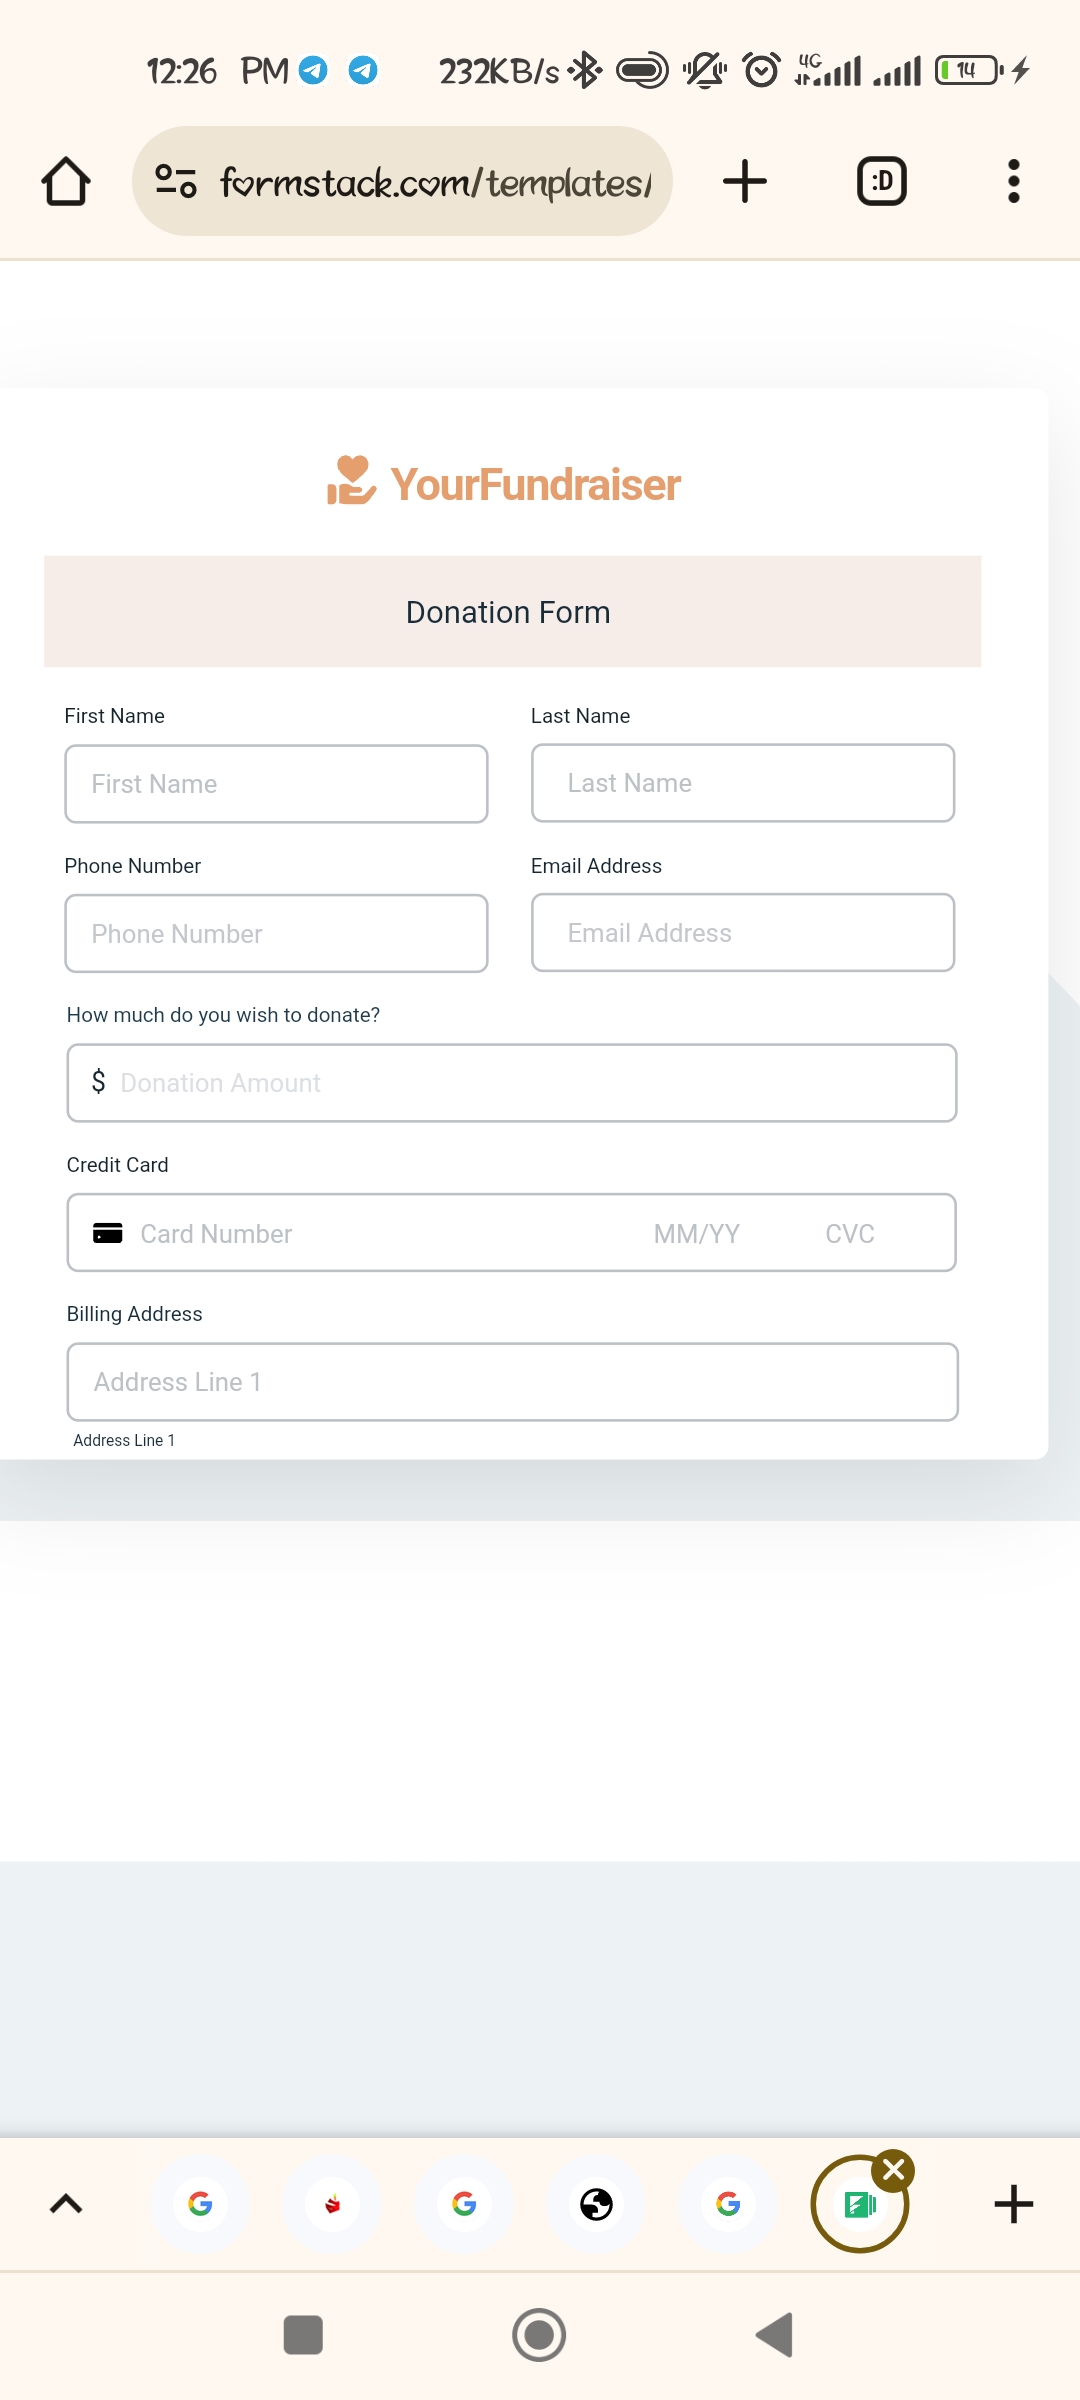 12:26 PM 232KB/s 4G 14
formstack.com/templates/
:D
YourFundraiser
Donation Form
First Name Last Name
First Name Last Name
Phone Number Email Address
Phone Number Email Address
How much do you wish to donate?
$ Donation Amount
Credit Card
Card Number MM/YY CVC
Billing Address
Address Line 1
Address Line 1